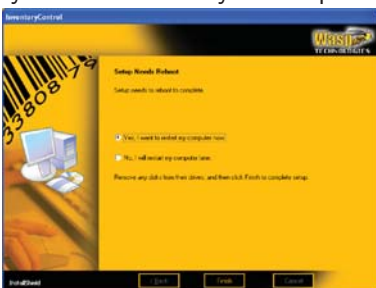 InventoryControl
Wasp
TECHNOLOGIES
Setup Needs Reboot
Setup needs to reboot to complete.
3380879
Yes, I want to restart my computer now.
No, I will restart my computer later.
Remove any disks from their drives, and then click Finish to complete setup.
InstallShield
< Back
Finish
Cancel